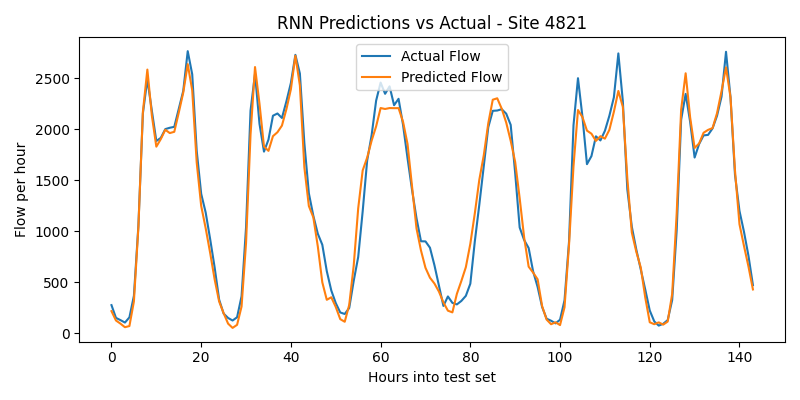 RNN Predictions vs Actual - Site 4821
Actual Flow
Predicted Flow
Flow per hour
2500
2000
1500
1000
500
0
0 20 40 60 80 100 120 140
Hours into test set